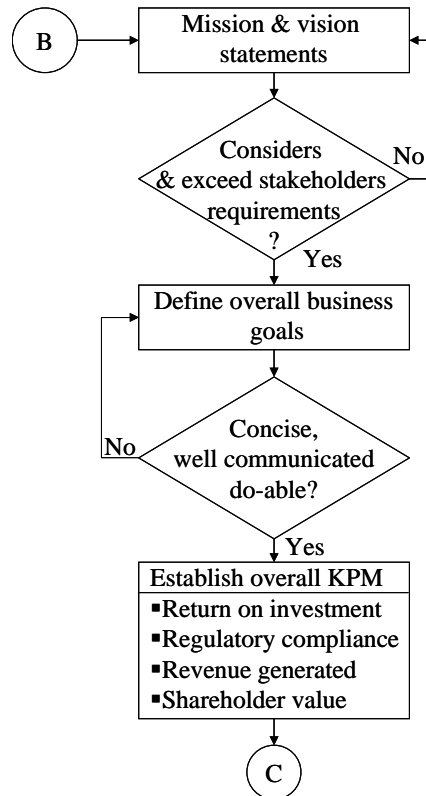 B
Mission & vision
statements
Considers
& exceed stakeholders
requirements
?
No
Yes
Define overall business
goals
Concise,
well communicated
do-able?
No
Yes
Establish overall KPM
▪Return on investment
▪Regulatory compliance
▪Revenue generated
▪Shareholder value
C